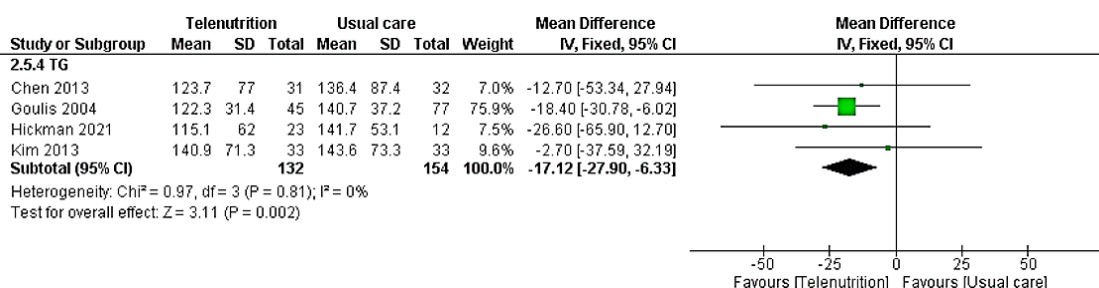 Telenutrition Usual care Mean Difference Mean Difference
Study or Subgroup Mean SD Total Mean SD Total Weight IV, Fixed, 95% CI IV, Fixed, 95% CI
2.5.4 TG
Chen 2013 123.7 77 31 136.4 87.4 32 7.0% -12.70 [-53.34, 27.94]
Goulis 2004 122.3 31.4 45 140.7 37.2 77 75.9% -18.40 [-30.78, -6.02]
Hickman 2021 115.1 62 23 141.7 53.1 12 7.5% -26.60 [-65.90, 12.70]
Kim 2013 140.9 71.3 33 143.6 73.3 33 9.6% -2.70 [-37.59, 32.19]
Subtotal (95% CI) 132 154 100.0% -17.12 [-27.90, -6.33]
Heterogeneity: Chi² = 0.97, df = 3 (P = 0.81); I² = 0%
Test for overall effect: Z = 3.11 (P = 0.002)
-50 -25 0 25 50
Favours [Telenutrition] Favours [Usual care]